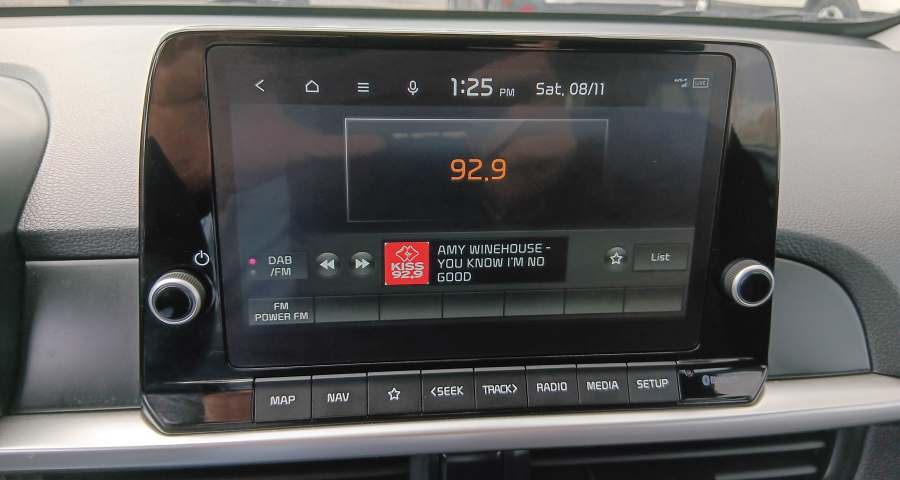 1:25 PM Sat, 08/11 LIVE
92.9
DAB
/FM
KISS
92.9
AMY WINEHOUSE -
YOU KNOW I'M NO
GOOD
List
FM
POWER FM
MAP NAV <SEEK TRACK> RADIO MEDIA SETUP